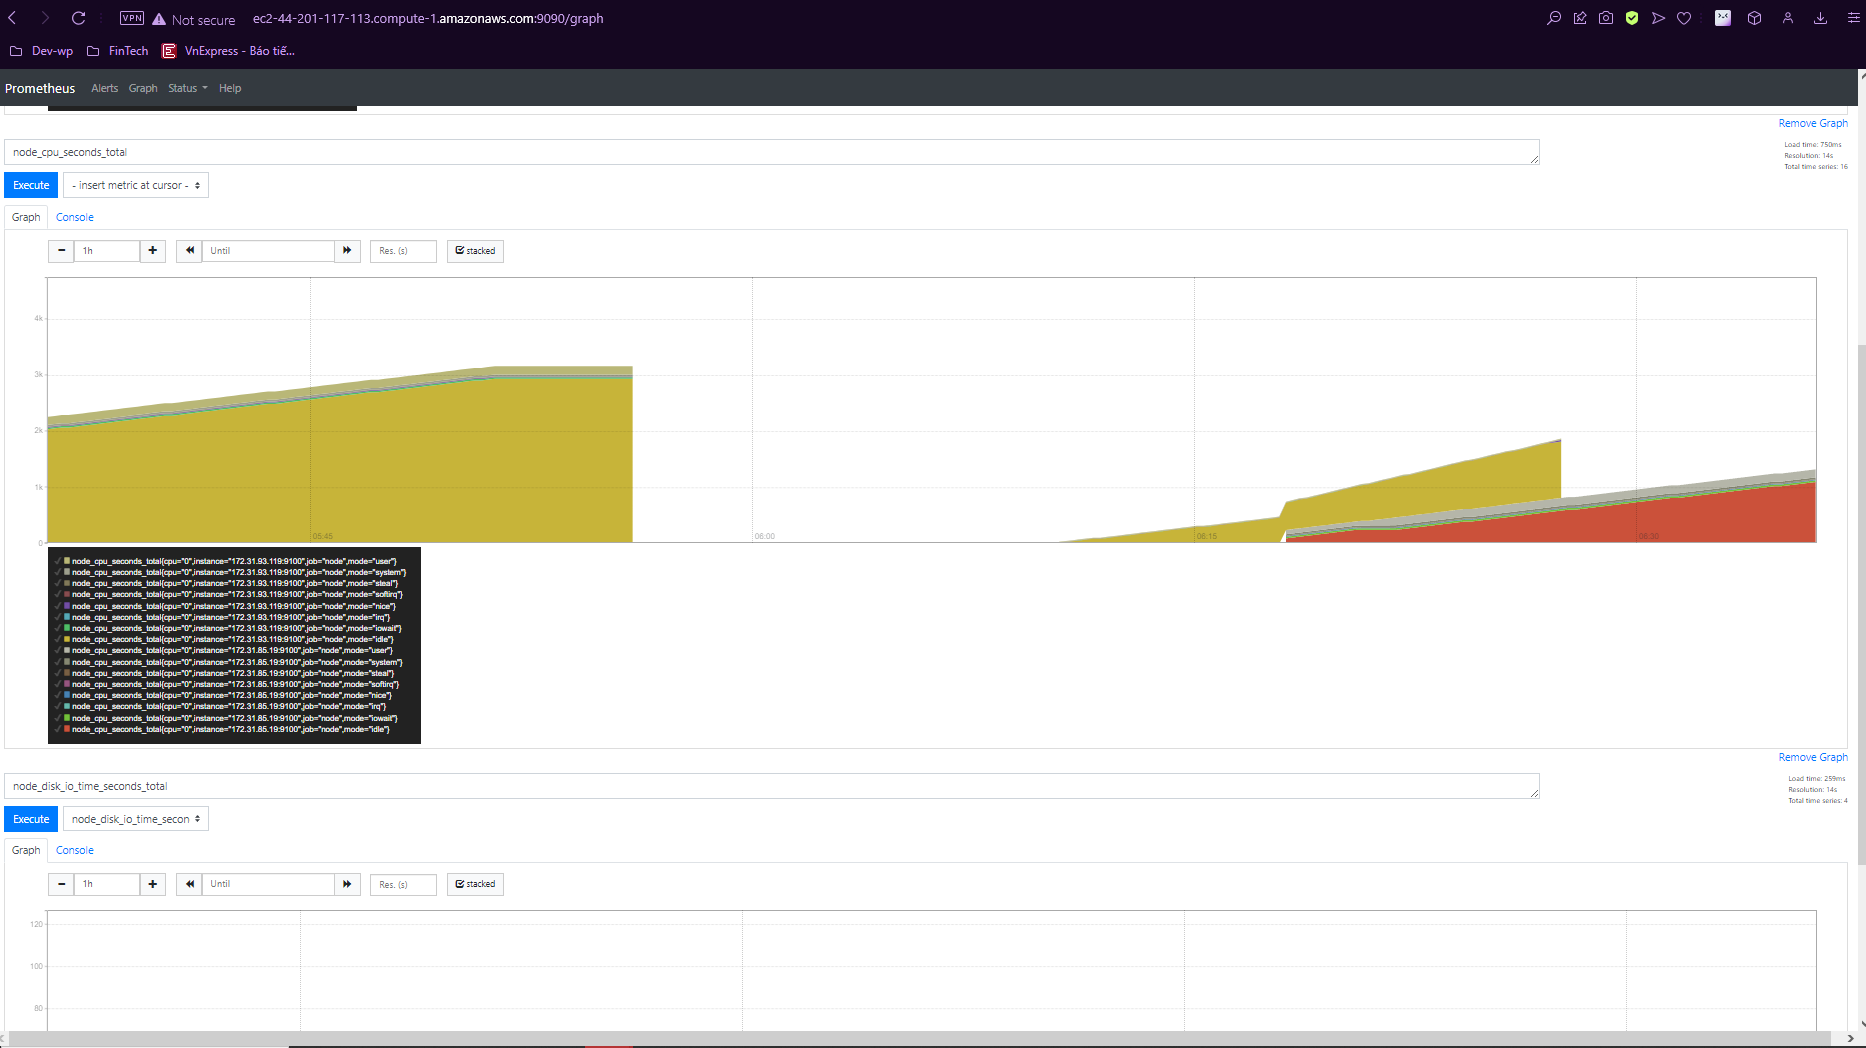 VPN Not secure ec2-44-201-117-113.compute-1.amazonaws.com:9090/graph
Dev-wp FinTech VnExpress - Báo tiế...
Prometheus Alerts Graph Status Help
Remove Graph
node_cpu_seconds_total
Load time: 750ms
Resolution: 14s
Total time series: 16
Execute - insert metric at cursor -
Graph Console
1h Until Res. (s) stacked
4k
3k
2k
1k
0
05:45 06:00 06:15 06:30
node_cpu_seconds_total{cpu="0",instance="172.31.93.119:9100",job="node",mode="user"}
node_cpu_seconds_total{cpu="0",instance="172.31.93.119:9100",job="node",mode="system"}
node_cpu_seconds_total{cpu="0",instance="172.31.93.119:9100",job="node",mode="steal"}
node_cpu_seconds_total{cpu="0",instance="172.31.93.119:9100",job="node",mode="softirq"}
node_cpu_seconds_total{cpu="0",instance="172.31.93.119:9100",job="node",mode="nice"}
node_cpu_seconds_total{cpu="0",instance="172.31.93.119:9100",job="node",mode="irq"}
node_cpu_seconds_total{cpu="0",instance="172.31.93.119:9100",job="node",mode="iowait"}
node_cpu_seconds_total{cpu="0",instance="172.31.93.119:9100",job="node",mode="idle"}
node_cpu_seconds_total{cpu="0",instance="172.31.85.19:9100",job="node",mode="user"}
node_cpu_seconds_total{cpu="0",instance="172.31.85.19:9100",job="node",mode="system"}
node_cpu_seconds_total{cpu="0",instance="172.31.85.19:9100",job="node",mode="steal"}
node_cpu_seconds_total{cpu="0",instance="172.31.85.19:9100",job="node",mode="softirq"}
node_cpu_seconds_total{cpu="0",instance="172.31.85.19:9100",job="node",mode="nice"}
node_cpu_seconds_total{cpu="0",instance="172.31.85.19:9100",job="node",mode="irq"}
node_cpu_seconds_total{cpu="0",instance="172.31.85.19:9100",job="node",mode="iowait"}
node_cpu_seconds_total{cpu="0",instance="172.31.85.19:9100",job="node",mode="idle"}
Remove Graph
node_disk_io_time_seconds_total
Load time: 259ms
Resolution: 14s
Total time series: 4
Execute node_disk_io_time_secon
Graph Console
1h Until Res. (s) stacked
120
100
80